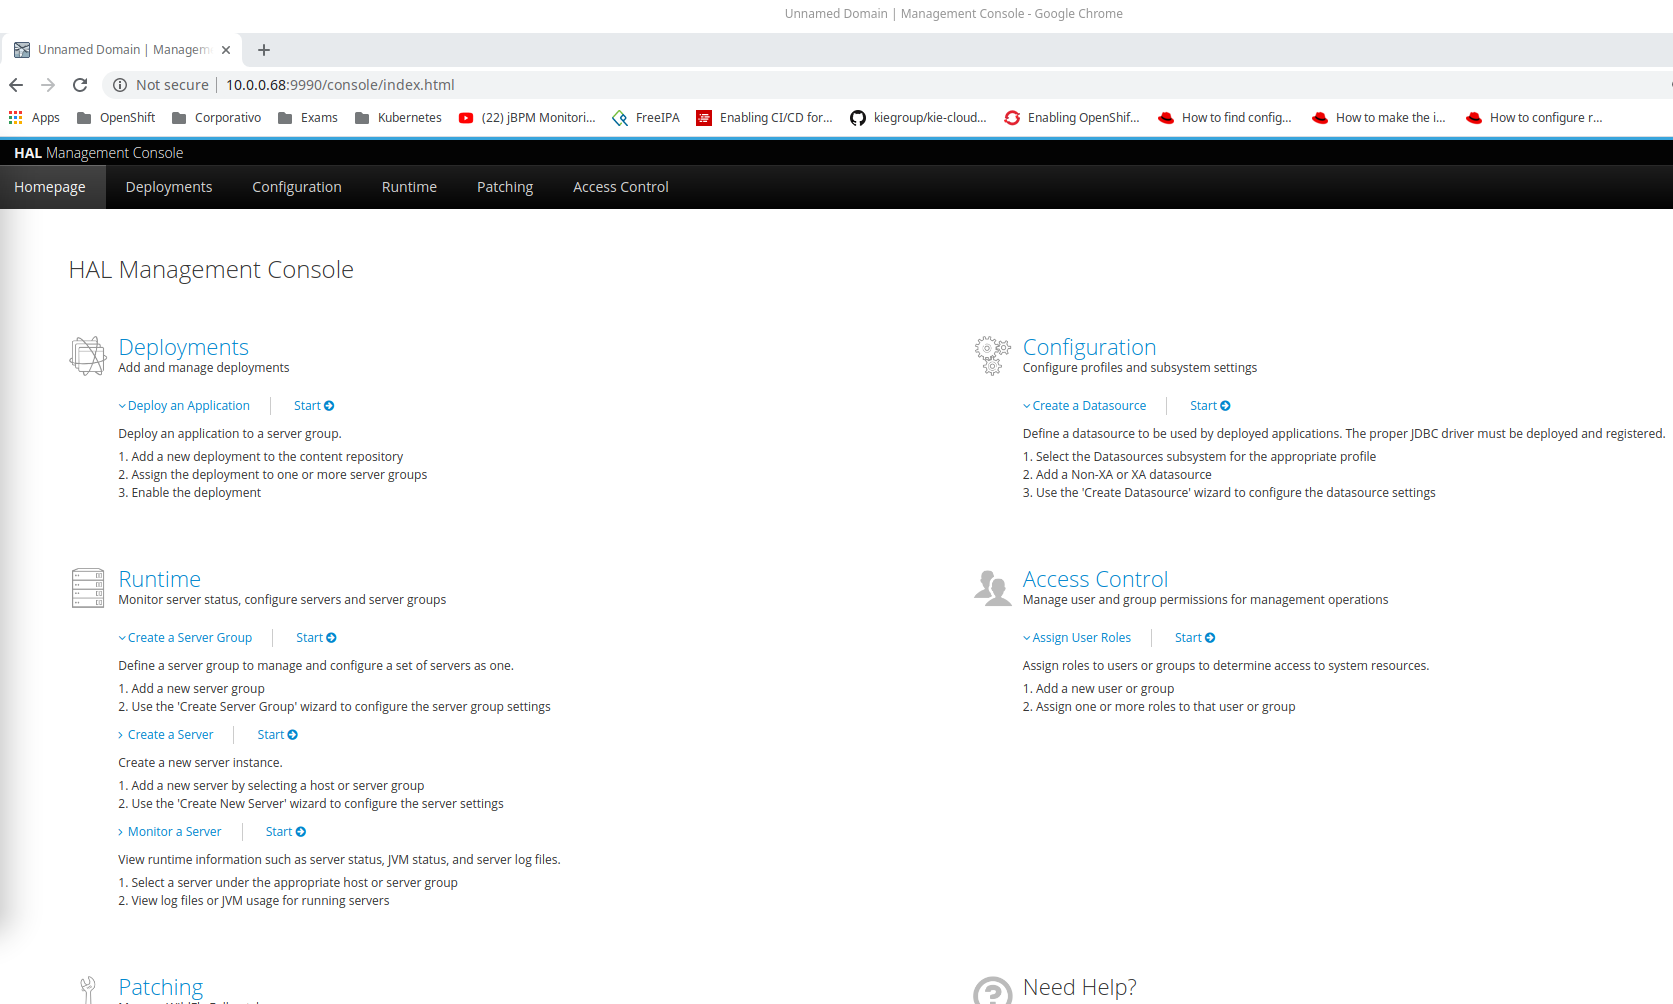 Unnamed Domain | Management Console - Google Chrome
Unnamed Domain | Managem
Not secure | 10.0.0.68:9990/console/index.html
Apps OpenShift Corporativo Exams Kubernetes (22) jBPM Monitori... FreeIPA Enabling CI/CD for... kiegroup/kie-cloud... Enabling OpenShif... How to find config... How to make the i... How to configure r...
HAL Management Console
Homepage Deployments Configuration Runtime Patching Access Control
HAL Management Console
Deployments
Add and manage deployments
Deploy an Application Start
Deploy an application to a server group.
1. Add a new deployment to the content repository
2. Assign the deployment to one or more server groups
3. Enable the deployment
Configuration
Configure profiles and subsystem settings
Create a Datasource Start
Define a datasource to be used by deployed applications. The proper JDBC driver must be deployed and registered.
1. Select the Datasources subsystem for the appropriate profile
2. Add a Non-XA or XA datasource
3. Use the 'Create Datasource' wizard to configure the datasource settings
Runtime
Monitor server status, configure servers and server groups
Create a Server Group Start
Define a server group to manage and configure a set of servers as one.
1. Add a new server group
2. Use the 'Create Server Group' wizard to configure the server group settings
Create a Server Start
Create a new server instance.
1. Add a new server by selecting a host or server group
2. Use the 'Create New Server' wizard to configure the server settings
Monitor a Server Start
View runtime information such as server status, JVM status, and server log files.
1. Select a server under the appropriate host or server group
2. View log files or JVM usage for running servers
Access Control
Manage user and group permissions for management operations
Assign User Roles Start
Assign roles to users or groups to determine access to system resources.
1. Add a new user or group
2. Assign one or more roles to that user or group
Patching
Need Help?